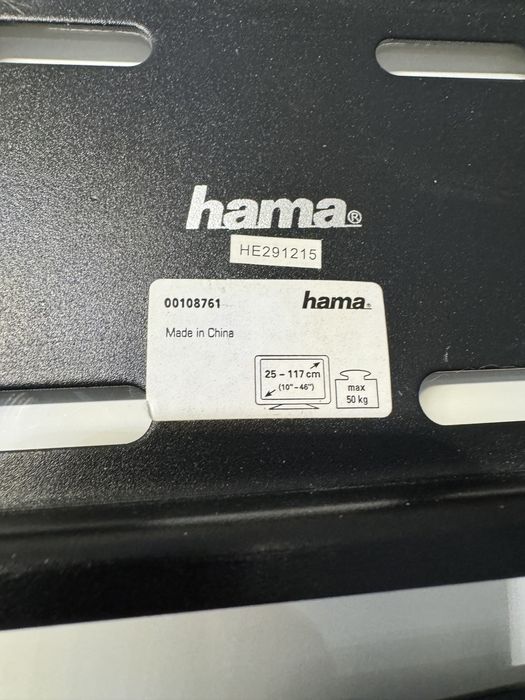 hama®
HE291215
00108761
hama®
Made in China
25 – 117 cm
(10" – 46")
max
50 kg